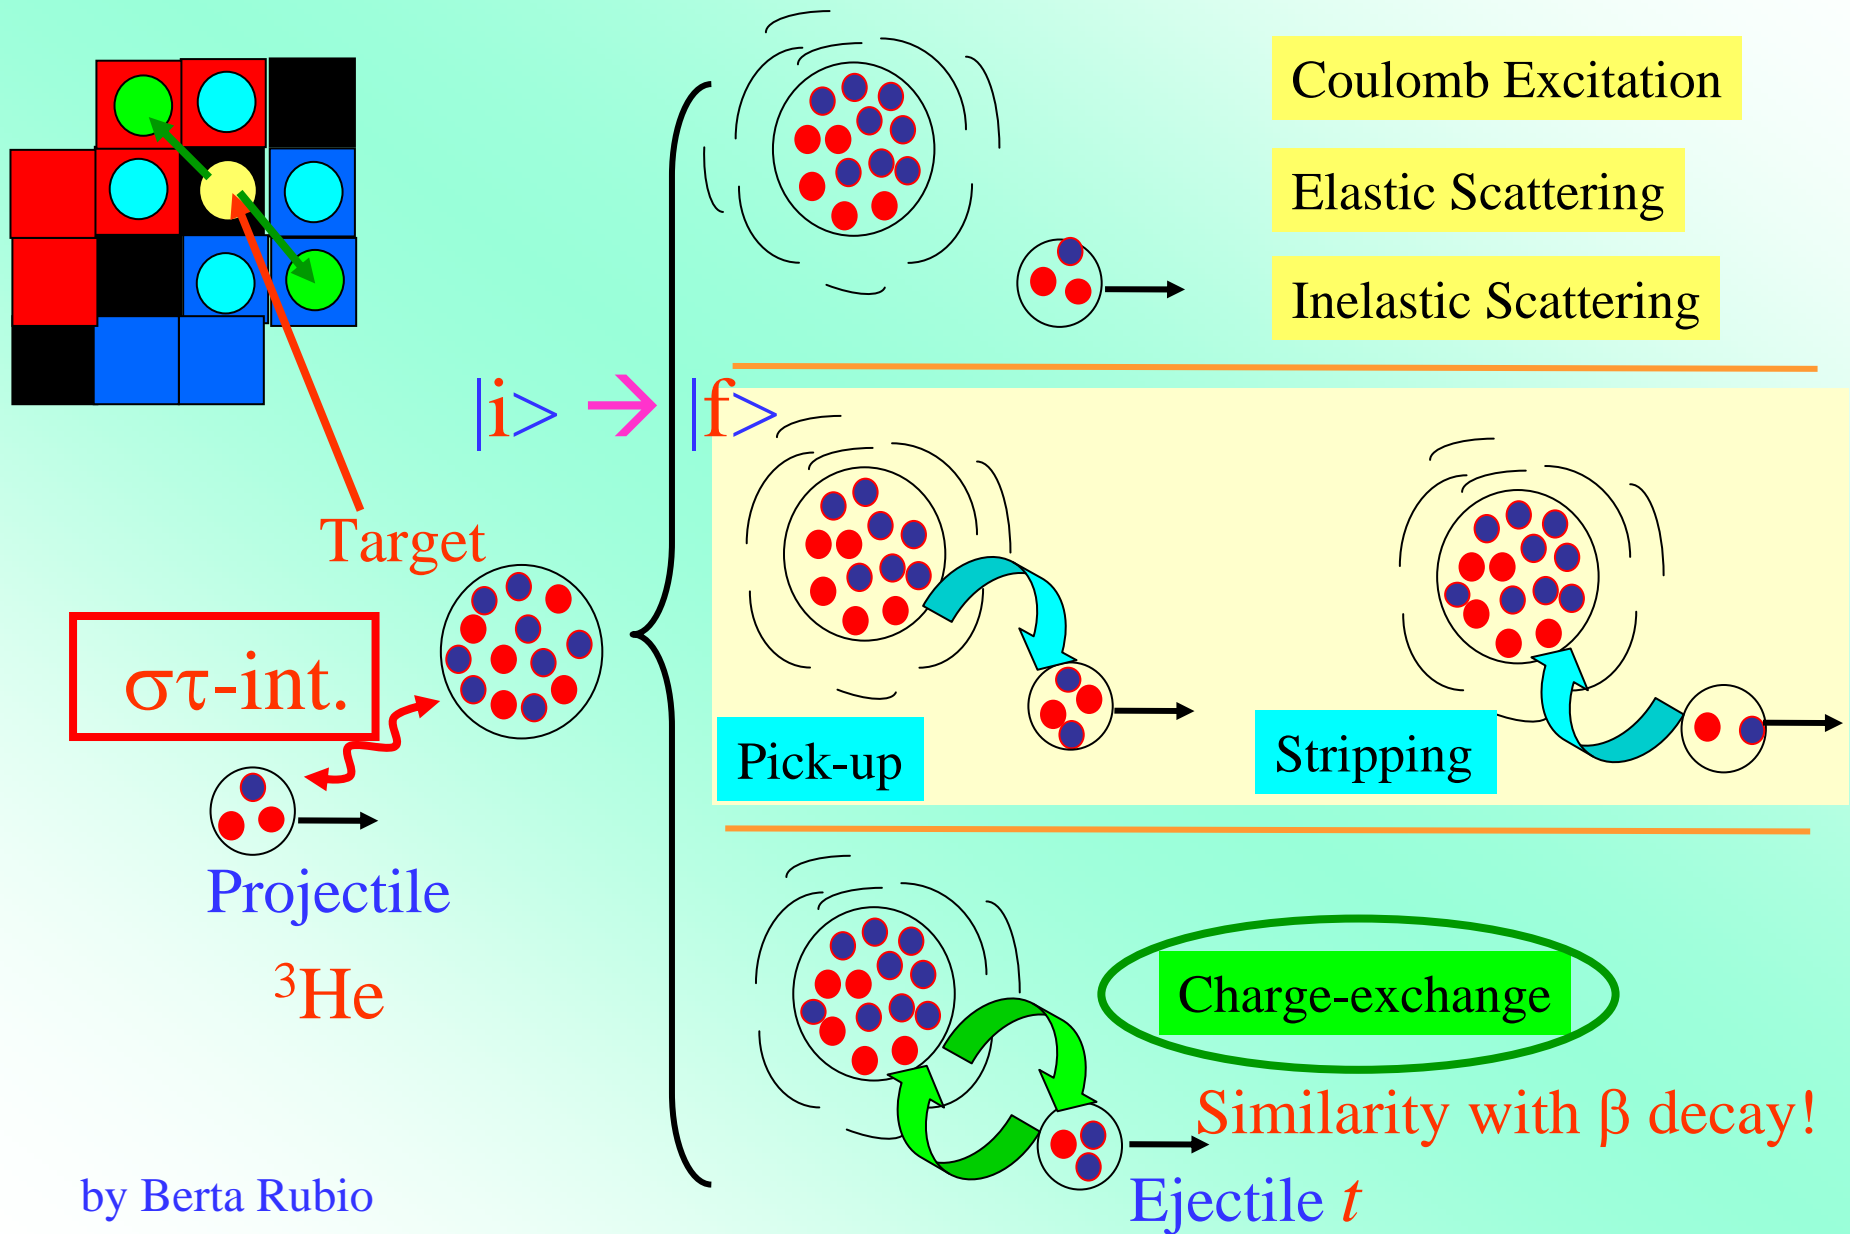 Coulomb Excitation
Elastic Scattering
Inelastic Scattering
|i> → |f>
Target
στ-int.
Pick-up
Stripping
Projectile
³He
Charge-exchange
Similarity with β decay!
Ejectile t
by Berta Rubio